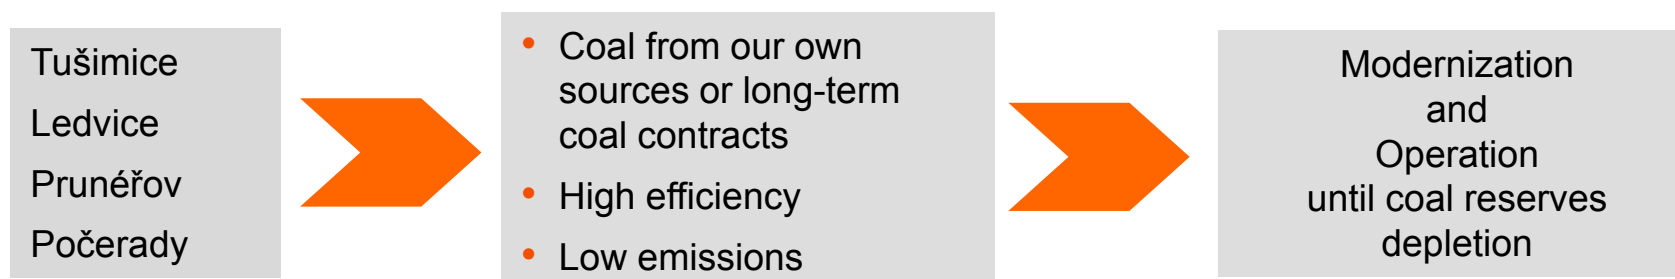 Tušimice
Ledvice
Prunéřov
Počerady
• Coal from our own
sources or long-term
coal contracts
• High efficiency
• Low emissions
Modernization
and
Operation
until coal reserves
depletion